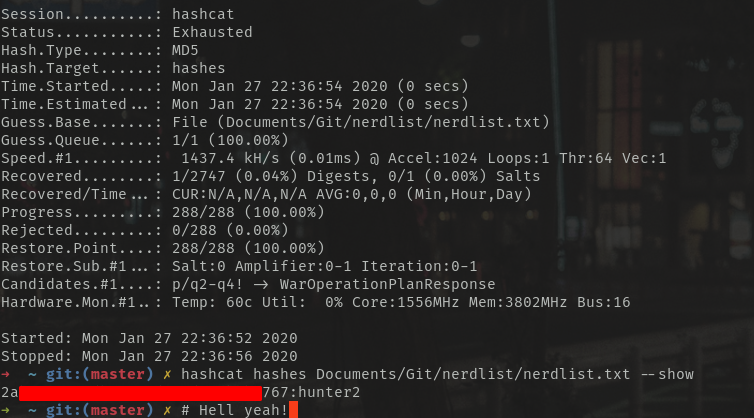 Session..........: hashcat
Status...........: Exhausted
Hash.Type........: MD5
Hash.Target......: hashes
Time.Started.....: Mon Jan 27 22:36:54 2020 (0 secs)
Time.Estimated...: Mon Jan 27 22:36:54 2020 (0 secs)
Guess.Base.......: File (Documents/Git/nerdlist/nerdlist.txt)
Guess.Queue......: 1/1 (100.00%)
Speed.#1.........:  1437.4 kH/s (0.01ms) @ Accel:1024 Loops:1 Thr:64 Vec:1
Recovered........: 1/2747 (0.04%) Digests, 0/1 (0.00%) Salts
Recovered/Time...: CUR:N/A,N/A,N/A AVG:0,0,0 (Min,Hour,Day)
Progress.........: 288/288 (100.00%)
Rejected.........: 0/288 (0.00%)
Restore.Point....: 288/288 (100.00%)
Restore.Sub.#1...: Salt:0 Amplifier:0-1 Iteration:0-1
Candidates.#1....: p/q2-q4! -> WarOperationPlanResponse
Hardware.Mon.#1..: Temp: 60c Util:  0% Core:1556MHz Mem:3802MHz Bus:16
Started: Mon Jan 27 22:36:52 2020
Stopped: Mon Jan 27 22:36:56 2020
→ ~ git:(master) ✗ hashcat hashes Documents/Git/nerdlist/nerdlist.txt --show
2a 767:hunter2
→ ~ git:(master) ✗ # Hell yeah!